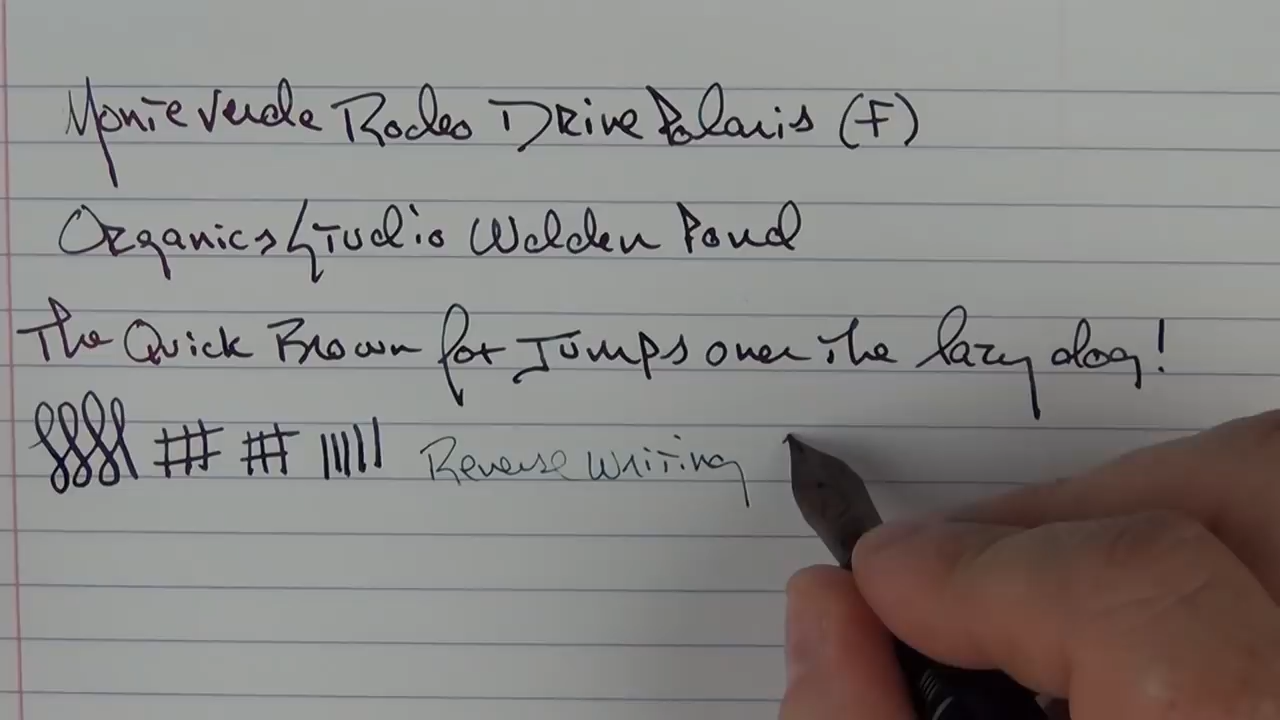 Monteverde Rodeo Drive Polaris (F)
Organics Studio Walden Pond
The Quick Brown fox Jumps over The lazy dog!
Reverse Writing